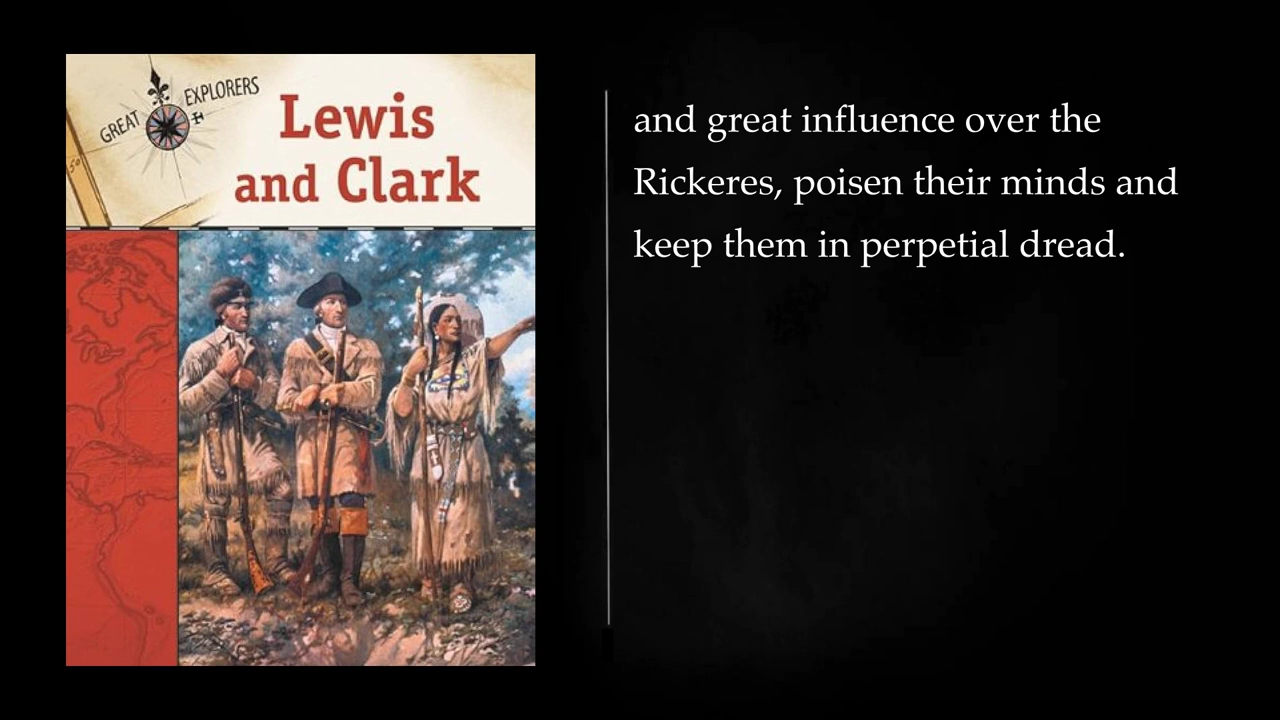 GREAT EXPLORERS
Lewis
and Clark
50
and great influence over the
Rickeres, poisen their minds and
keep them in perpetial dread.